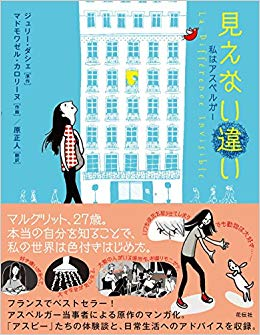 見えない違い
私はアスペルガー
La différence invisible
ジュリー・ダシェ[原作]
マドモワゼル・カロリーヌ[作画]
原正人[翻訳]
マルグリット、27歳。
本当の自分を知ることで、
私の世界は色付きはじめた。
フランスでベストセラー!
アスペルガー当事者による原作のマンガ化。
「アスピー」たちの体験談と、日常生活へのアドバイスを収録。
花伝社